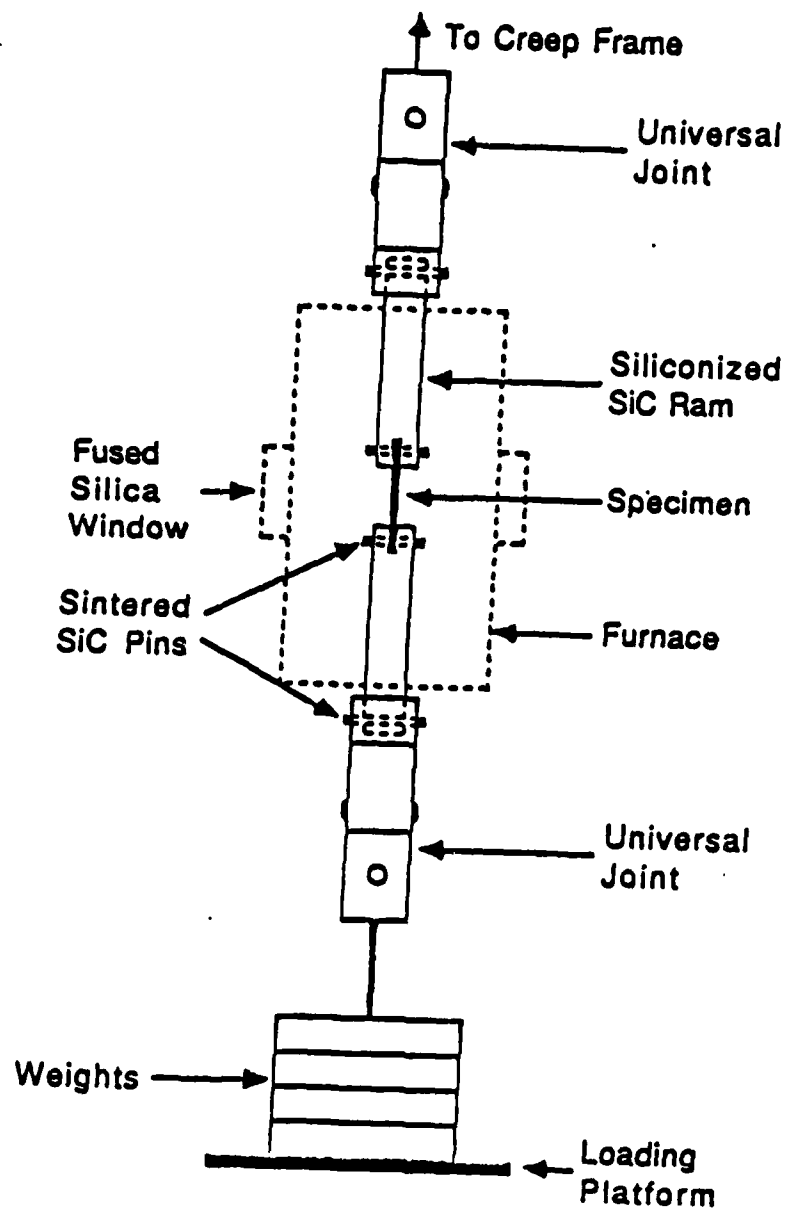 To Creep Frame
Universal
Joint
Siliconized
SiC Ram
Fused
Silica
Window
Specimen
Sintered
SiC Pins
Furnace
Universal
Joint
Weights
Loading
Platform